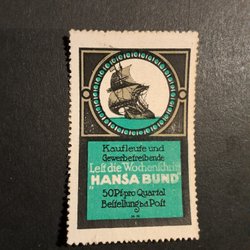 Kaufleute und
Gewerbetreibende
Lest die Wochenschrift
"HANSA BUND"
50 Pf. pro Quartal
Bestellung b.d. Post